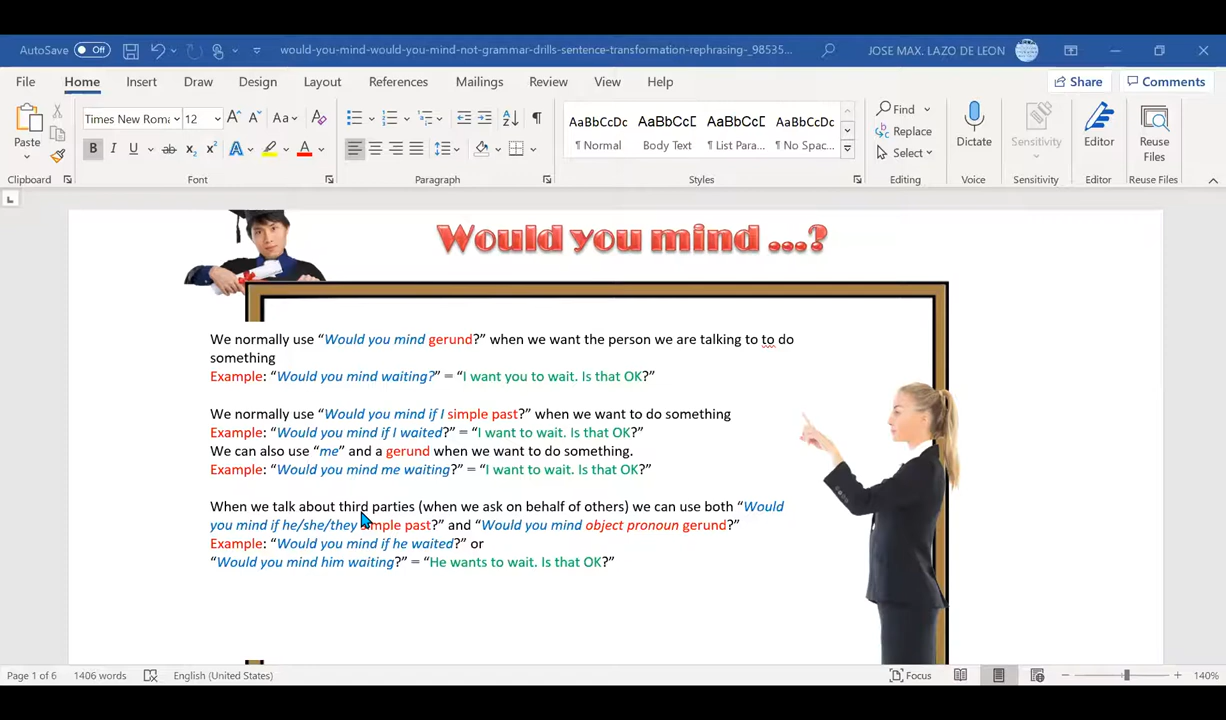 AutoSave Off would-you-mind-would-you-mind-not-grammar-drills-sentence-transformation-rephrasing-_98535... JOSE MAX. LAZO DE LEON
File Home Insert Draw Design Layout References Mailings Review View Help Share Comments
Times New Roma 12
Paste
Clipboard Font Paragraph
AaBbCcDc AaBbCcD AaBbCcD AaBbCcDc
¶ Normal Body Text ¶ List Para... ¶ No Spac...
Styles
Find
Replace
Select
Editing
Dictate
Voice
Sensitivity
Sensitivity
Editor
Editor
Reuse
Files
Reuse Files
Would you mind ...?
We normally use “Would you mind gerund?” when we want the person we are talking to to do
something
Example: “Would you mind waiting?” = “I want you to wait. Is that OK?”
We normally use “Would you mind if I simple past?” when we want to do something
Example: “Would you mind if I waited?” = “I want to wait. Is that OK?”
We can also use “me” and a gerund when we want to do something.
Example: “Would you mind me waiting?” = “I want to wait. Is that OK?”
When we talk about third parties (when we ask on behalf of others) we can use both “Would
you mind if he/she/they simple past?” and “Would you mind object pronoun gerund?”
Example: “Would you mind if he waited?” or
“Would you mind him waiting?” = “He wants to wait. Is that OK?”
Page 1 of 6 1406 words English (United States) Focus 140%